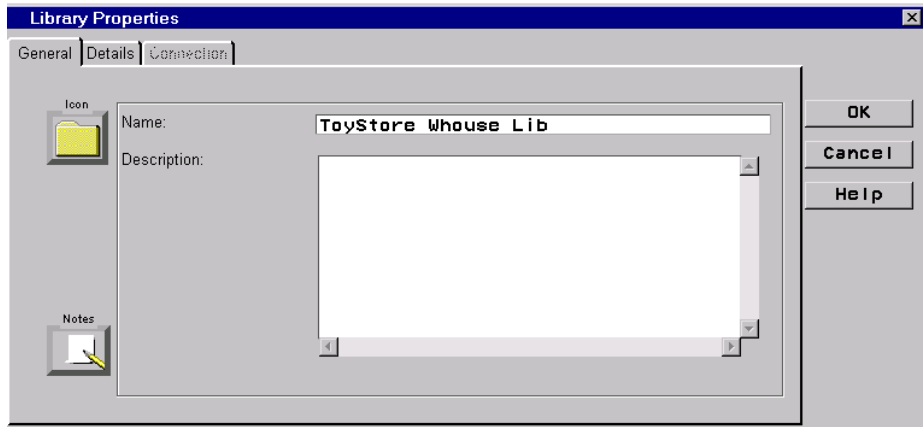 Library Properties
General Details Connection
Icon
Name: ToyStore Whouse Lib
Description:
Notes
OK
Cancel
Help